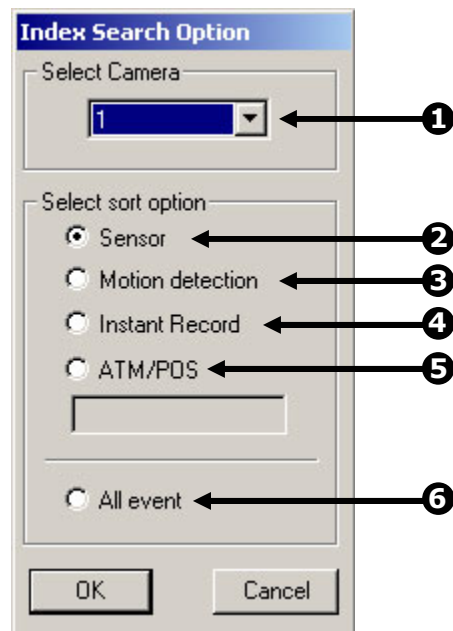 Index Search Option
Select Camera
1
1
Select sort option
Sensor
2
Motion detection
3
Instant Record
4
ATM/POS
5
All event
6
OK
Cancel